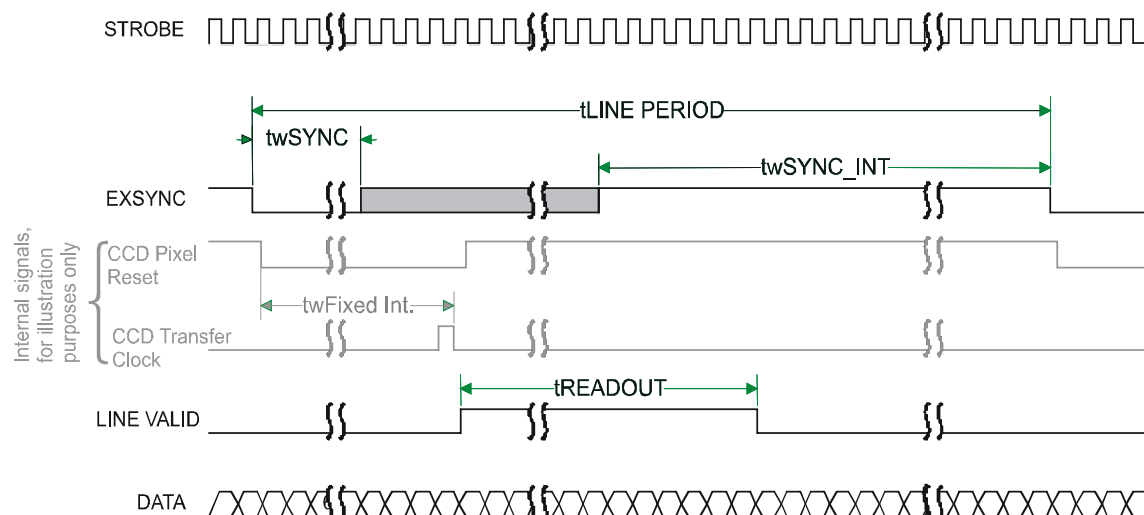 STROBE
tLINE PERIOD
twSYNC
twSYNC_INT
EXSYNC
Internal signals,
for illustration
purposes only
CCD Pixel
Reset
twFixed Int.
CCD Transfer
Clock
tREADOUT
LINE VALID
DATA